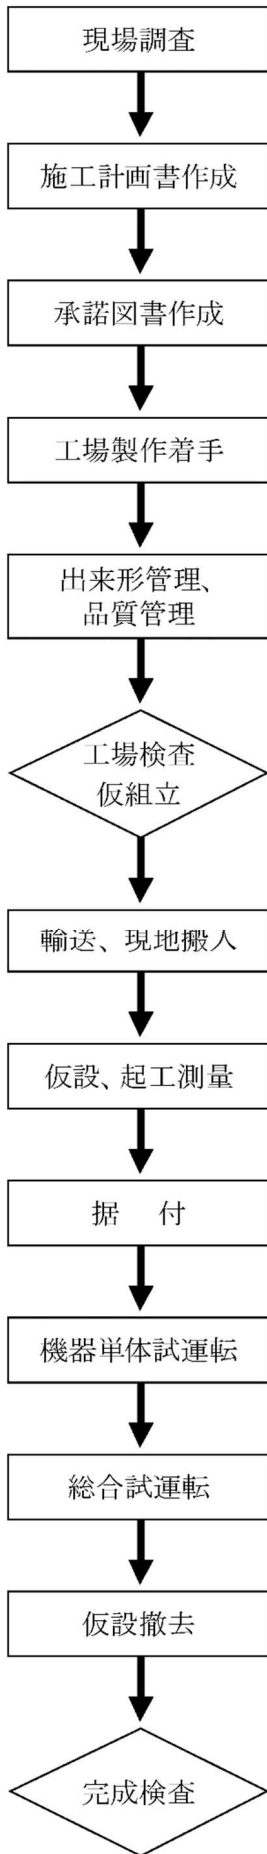 現場調査
施工計画書作成
承諾図書作成
工場製作着手
出来形管理、
品質管理
工場検査
仮組立
輸送、現地搬入
仮設、起工測量
据　付
機器単体試運転
総合試運転
仮設撤去
完成検査